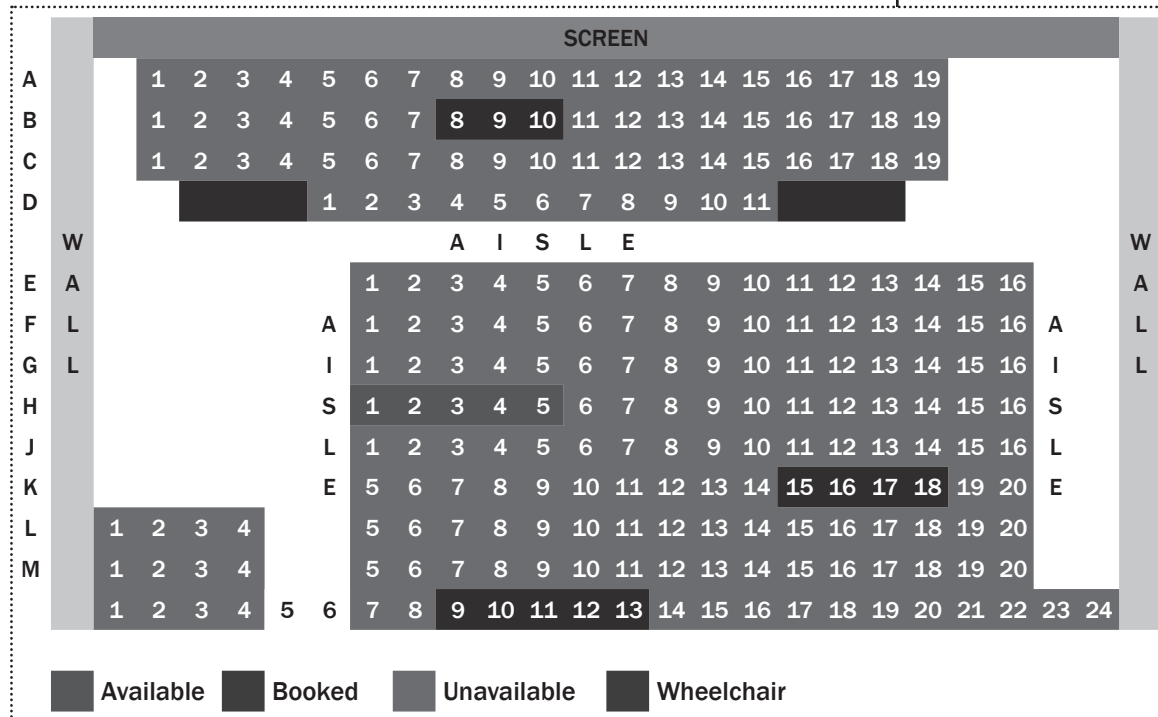 SCREEN
A 1 2 3 4 5 6 7 8 9 10 11 12 13 14 15 16 17 18 19
B 1 2 3 4 5 6 7 8 9 10 11 12 13 14 15 16 17 18 19
C 1 2 3 4 5 6 7 8 9 10 11 12 13 14 15 16 17 18 19
D 1 2 3 4 5 6 7 8 9 10 11
W A I S L E W
E A 1 2 3 4 5 6 7 8 9 10 11 12 13 14 15 16 A
F L A 1 2 3 4 5 6 7 8 9 10 11 12 13 14 15 16 A L
G L I 1 2 3 4 5 6 7 8 9 10 11 12 13 14 15 16 I L
H S 1 2 3 4 5 6 7 8 9 10 11 12 13 14 15 16 S
J L 1 2 3 4 5 6 7 8 9 10 11 12 13 14 15 16 L
K E 5 6 7 8 9 10 11 12 13 14 15 16 17 18 19 20 E
L 1 2 3 4 5 6 7 8 9 10 11 12 13 14 15 16 17 18 19 20
M 1 2 3 4 5 6 7 8 9 10 11 12 13 14 15 16 17 18 19 20
1 2 3 4 5 6 7 8 9 10 11 12 13 14 15 16 17 18 19 20 21 22 23 24
Available Booked Unavailable Wheelchair